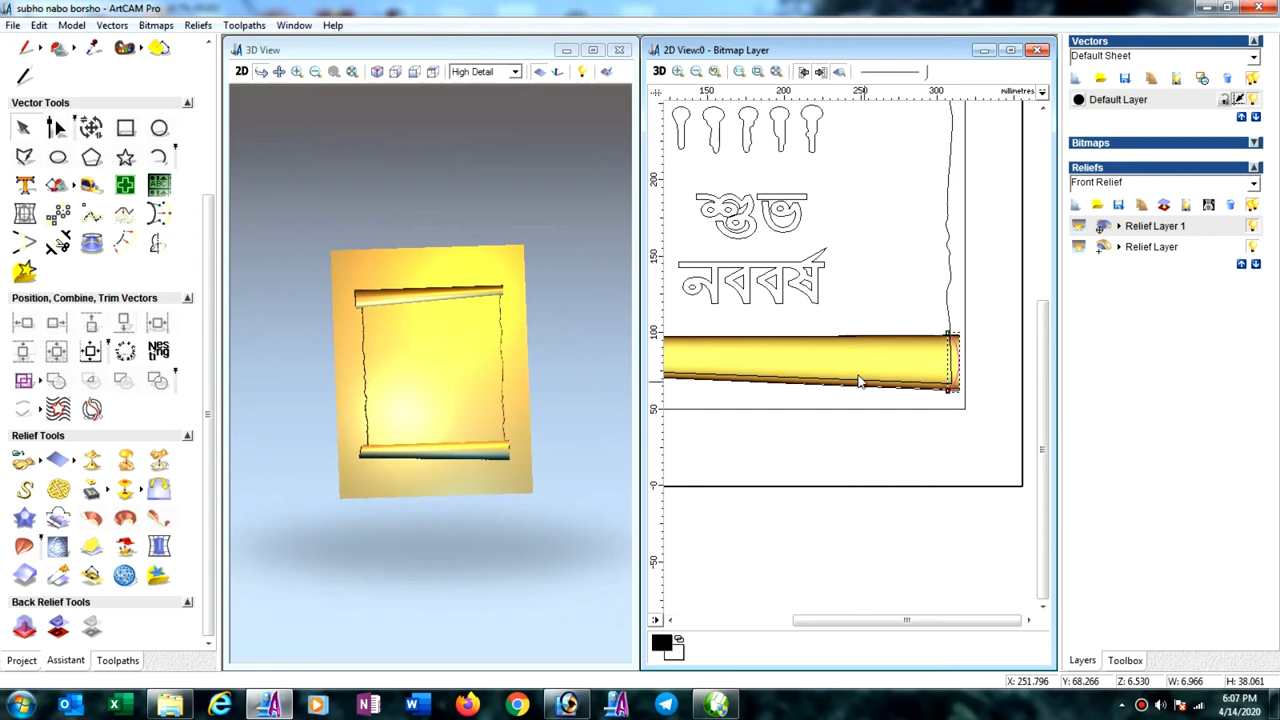 subho nabo borsho - ArtCAM Pro
File Edit Model Vectors Bitmaps Reliefs Toolpaths Window Help
3D View
2D View:0 - Bitmap Layer
2D High Detail
3D
Vector Tools
150 200 250 300 millimetres
200
150
100
50
-0
-50
শুভ
নববর্ষ
Position, Combine, Trim Vectors
Relief Tools
Back Relief Tools
Project Assistant Toolpaths
Vectors
Default Sheet
Default Layer
Bitmaps
Reliefs
Front Relief
Relief Layer 1
Relief Layer
Layers Toolbox
X: 251.796 Y: 68.266 Z: 6.530 W: 6.966 H: 38.061
6:07 PM
4/14/2020